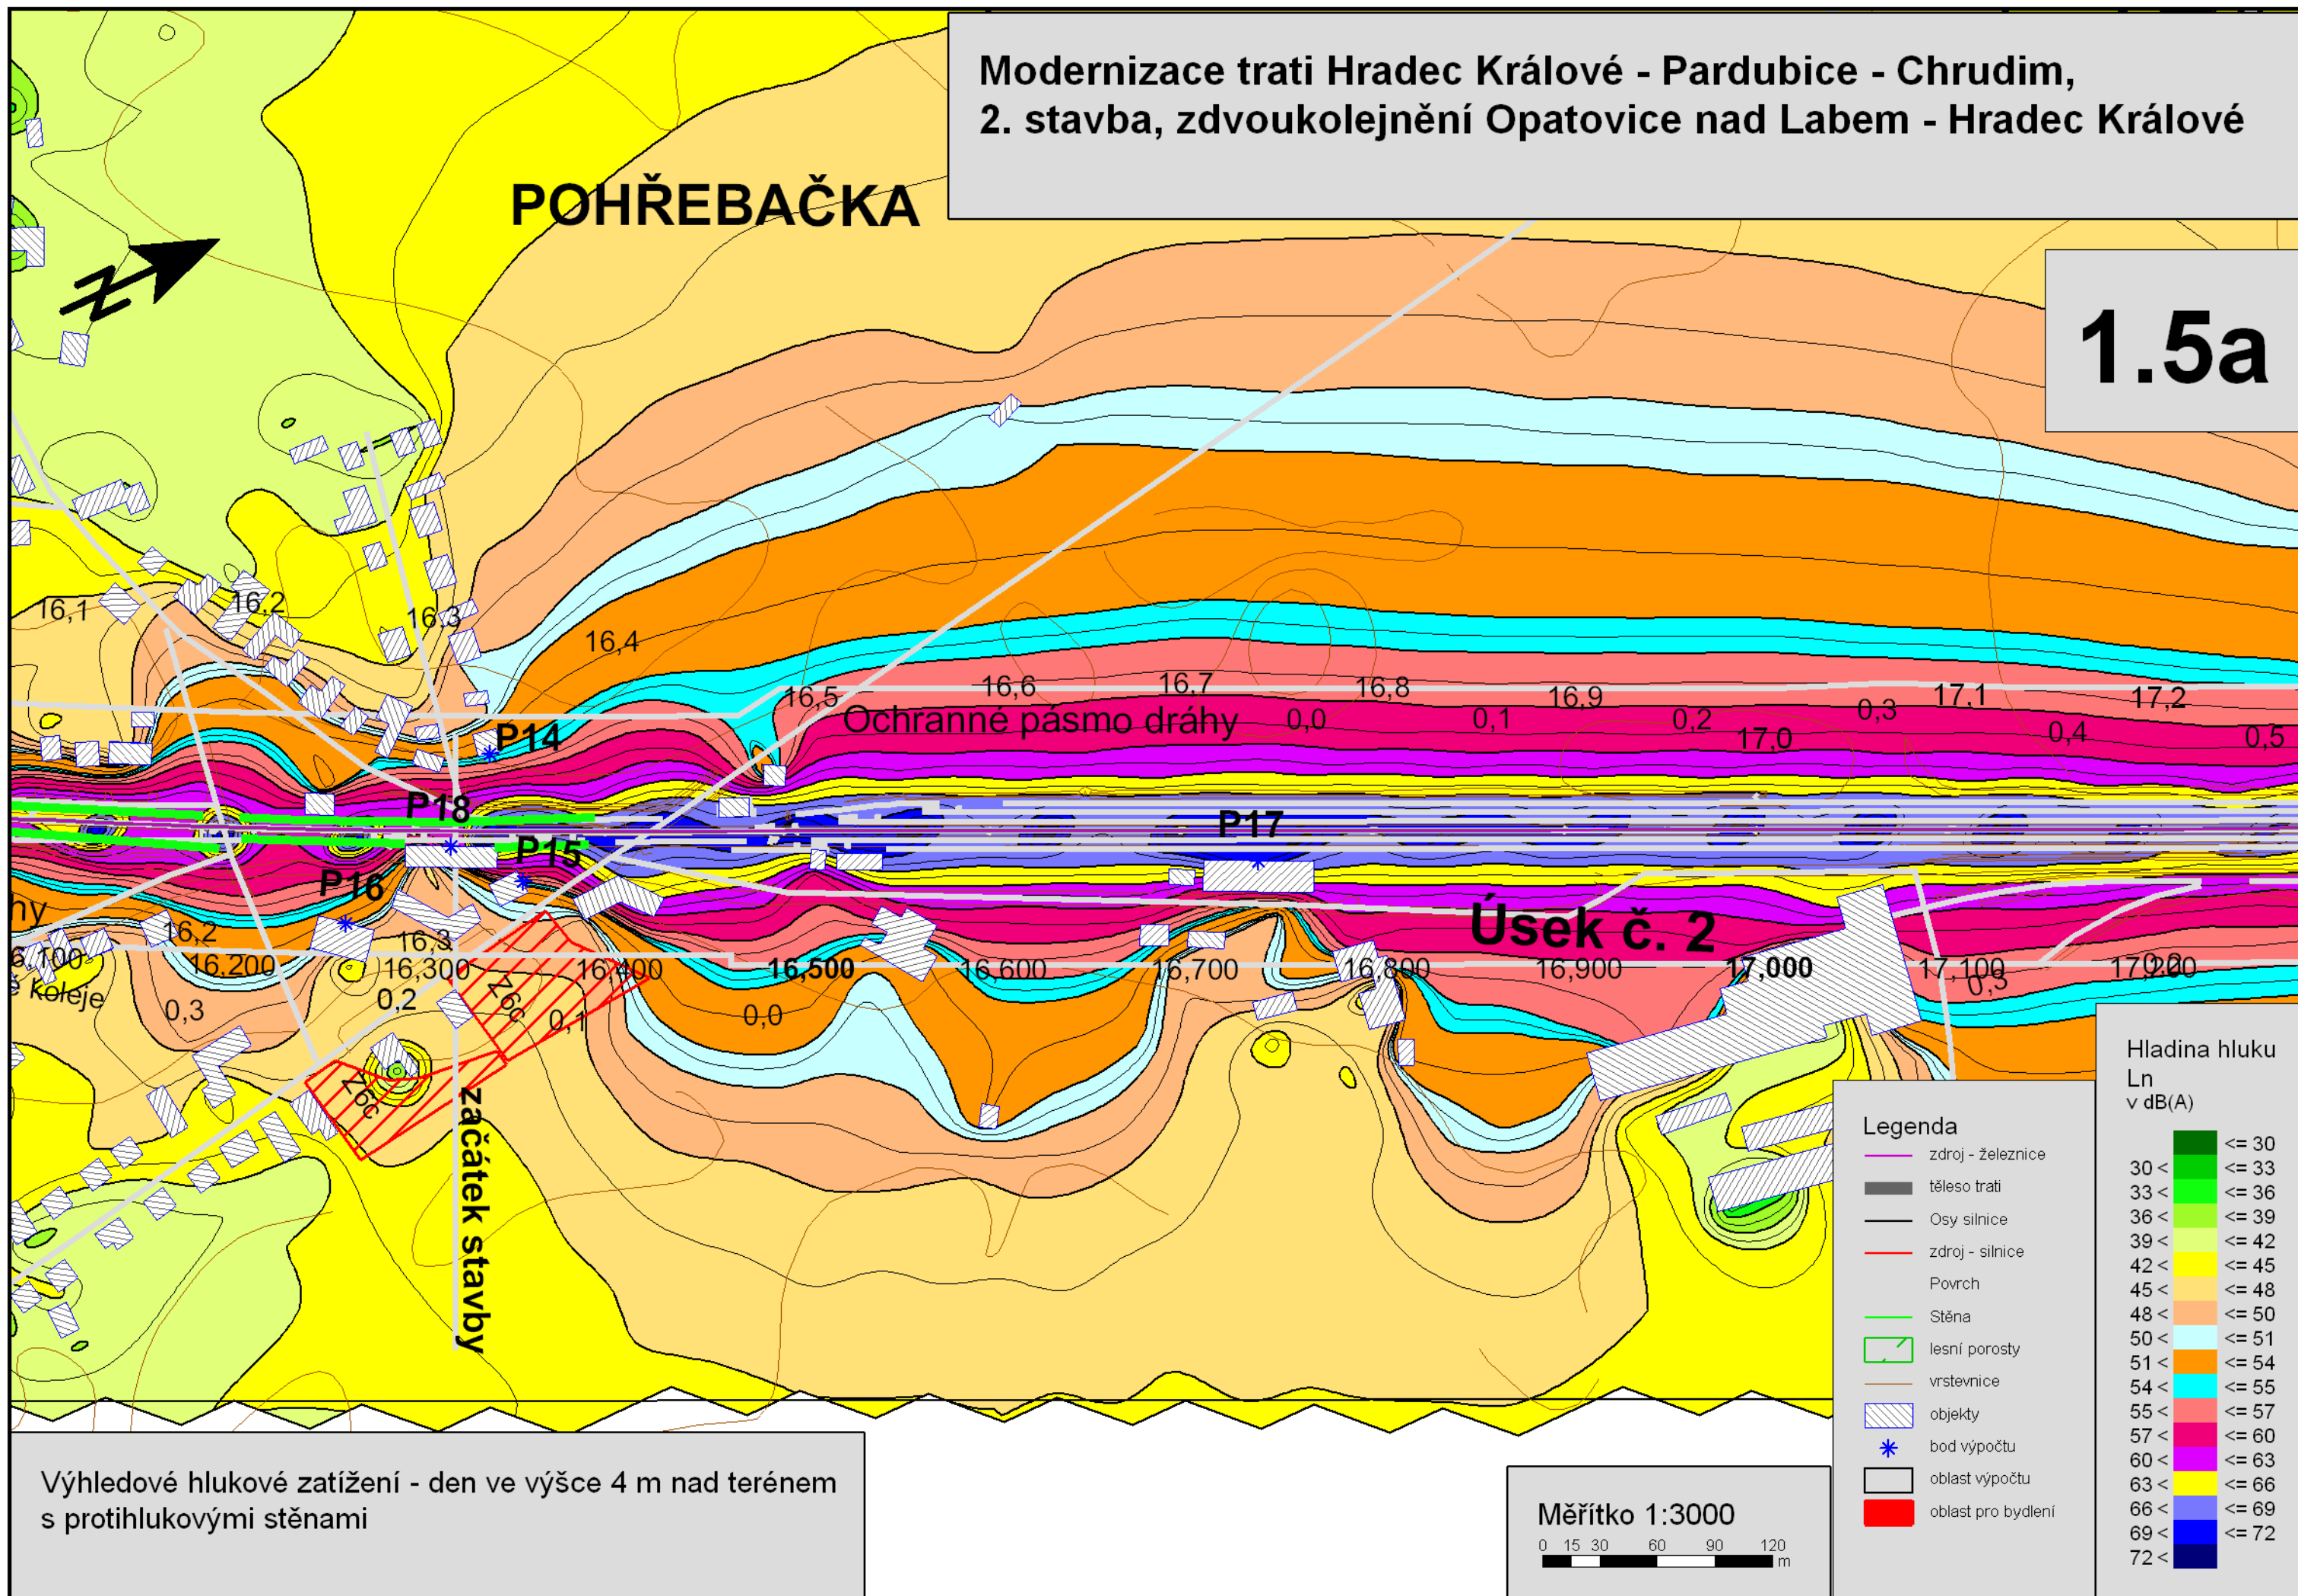 Modernizace trati Hradec Králové - Pardubice - Chrudim,
2. stavba, zdvoukolejnění Opatovice nad Labem - Hradec Králové
POHŘEBAČKA
1.5a
16,1
16,2
16.3
16,4
16,5
16,6
16,7
16,8
16,9
17,0
17,1
17,2
Ochranné pásmo dráhy
0,0
0,1
0,2
0,3
0,4
0,5
P14
P18
P15
P16
P17
Úsek č. 2
hy
16,2
16,3
6,100
16,200
16,300
16,400
16,500
16,600
16,700
16,800
16,900
17,000
17,100
17,200
0,3
é koleje
0,3
0,2
0,1
0,0
Z6c
Z6c
začátek stavby
Legenda
zdroj - železnice
těleso trati
Osy silnice
zdroj - silnice
Povrch
Stěna
lesní porosty
vrstevnice
objekty
bod výpočtu
oblast výpočtu
oblast pro bydlení
Hladina hluku
Ln
v dB(A)
<= 30
30 < <= 33
33 < <= 36
36 < <= 39
39 < <= 42
42 < <= 45
45 < <= 48
48 < <= 50
50 < <= 51
51 < <= 54
54 < <= 55
55 < <= 57
57 < <= 60
60 < <= 63
63 < <= 66
66 < <= 69
69 < <= 72
72 <
Výhledové hlukové zatížení - den ve výšce 4 m nad terénem
s protihlukovými stěnami
Měřítko 1:3000
0 15 30 60 90 120
m